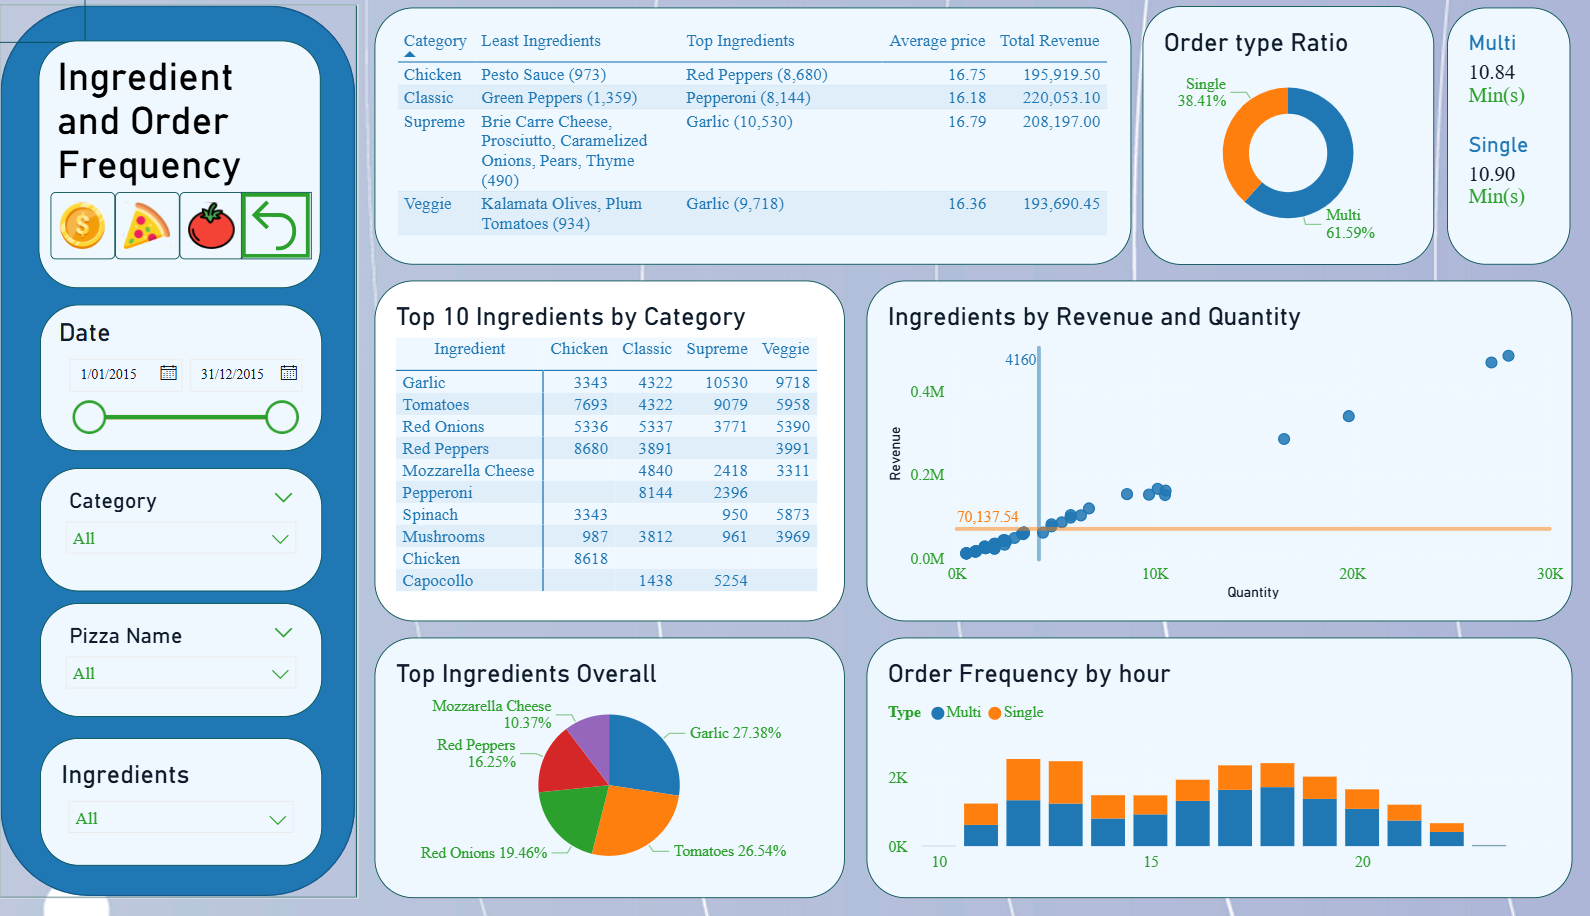 Ingredient
and Order
Frequency
Date
1/01/2015 31/12/2015
Category
All
Pizza Name
All
Ingredients
All
Category Least Ingredients Top Ingredients Average price Total Revenue
Chicken Pesto Sauce (973) Red Peppers (8,680) 16.75 195,919.50
Classic Green Peppers (1,359) Pepperoni (8,144) 16.18 220,053.10
Supreme Brie Carre Cheese, Garlic (10,530) 16.79 208,197.00
Prosciutto, Caramelized
Onions, Pears, Thyme
(490)
Veggie Kalamata Olives, Plum Garlic (9,718) 16.36 193,690.45
Tomatoes (934)
Order type Ratio
Single
38.41%
Multi
61.59%
Multi
10.84
Min(s)
Single
10.90
Min(s)
Top 10 Ingredients by Category
Ingredient Chicken Classic Supreme Veggie
Garlic 3343 4322 10530 9718
Tomatoes 7693 4322 9079 5958
Red Onions 5336 5337 3771 5390
Red Peppers 8680 3891 3991
Mozzarella Cheese 4840 2418 3311
Pepperoni 8144 2396
Spinach 3343 950 5873
Mushrooms 987 3812 961 3969
Chicken 8618
Capocollo 1438 5254
Ingredients by Revenue and Quantity
4160
0.4M
Revenue
0.2M
70,137.54
0.0M
0K 10K 20K 30K
Quantity
Top Ingredients Overall
Mozzarella Cheese
10.37%
Garlic 27.38%
Red Peppers
16.25%
Red Onions 19.46%
Tomatoes 26.54%
Order Frequency by hour
Type Multi Single
2K
0K
10 15 20